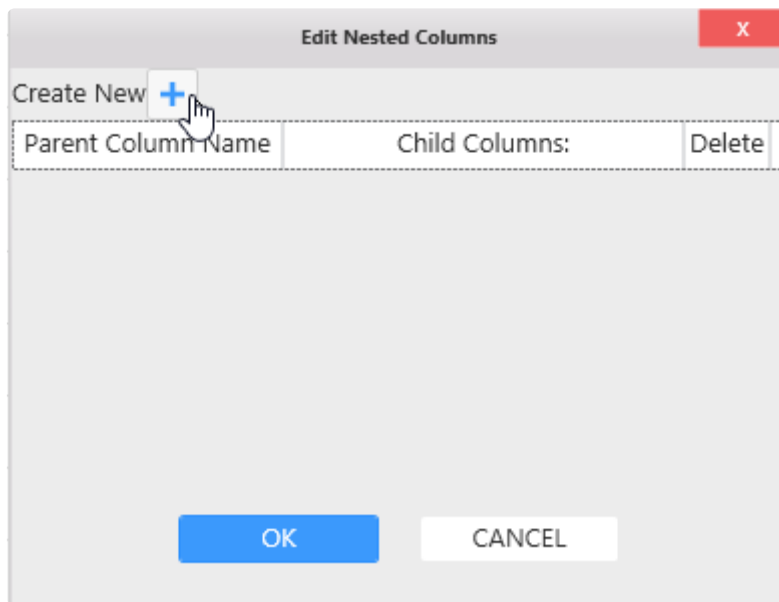 Edit Nested Columns
X
Create New +
Parent Column Name Child Columns: Delete
OK CANCEL